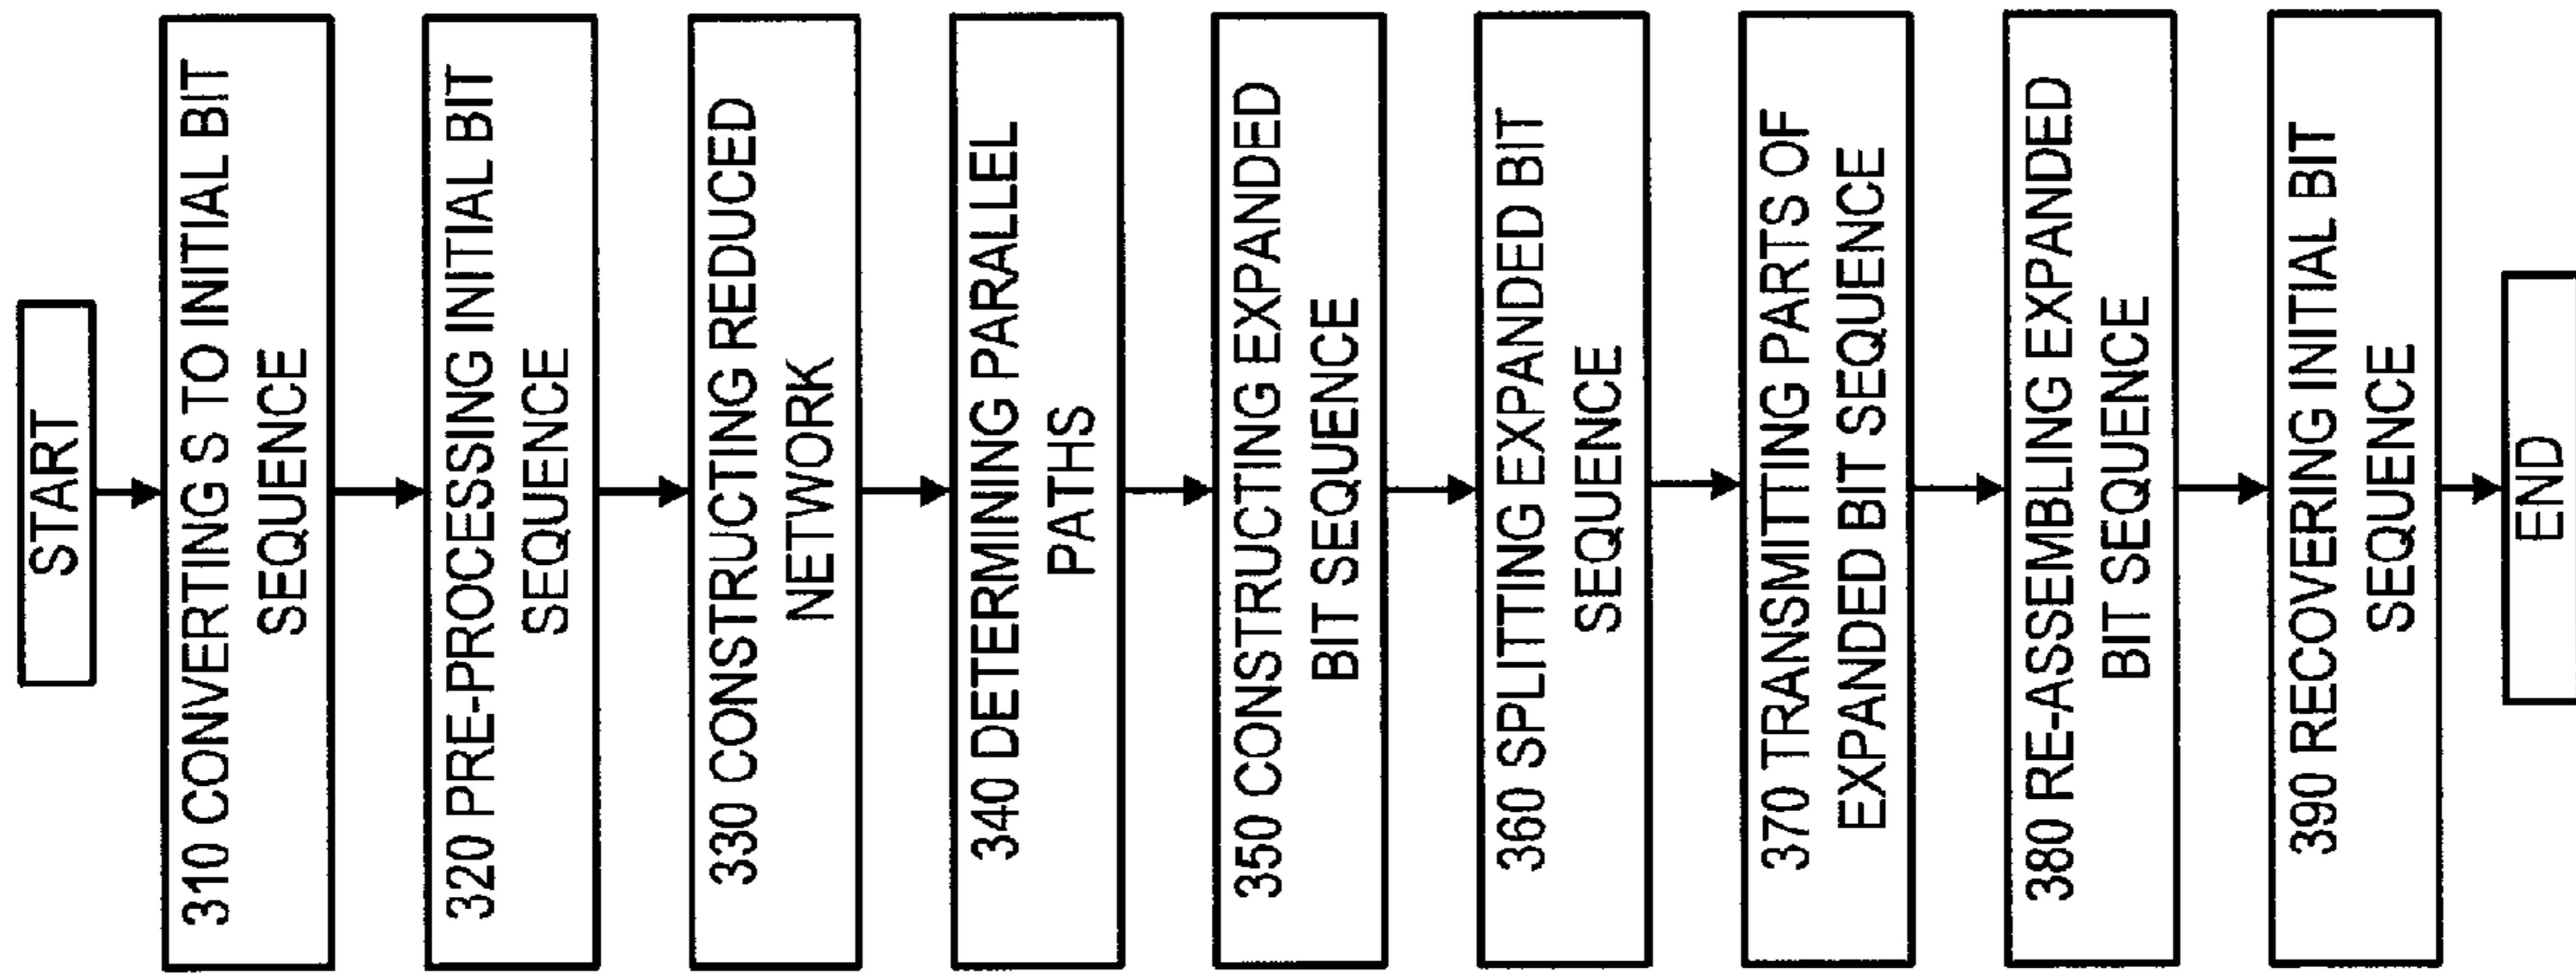 START
310 CONVERTING S TO INITIAL BIT
SEQUENCE
320 PRE-PROCESSING INITIAL BIT
SEQUENCE
330 CONSTRUCTING REDUCED
NETWORK
340 DETERMINING PARALLEL
PATHS
350 CONSTRUCTING EXPANDED
BIT SEQUENCE
360 SPLITTING EXPANDED BIT
SEQUENCE
370 TRANSMITTING PARTS OF
EXPANDED BIT SEQUENCE
380 RE-ASSEMBLING EXPANDED
BIT SEQUENCE
390 RECOVERING INITIAL BIT
SEQUENCE
END